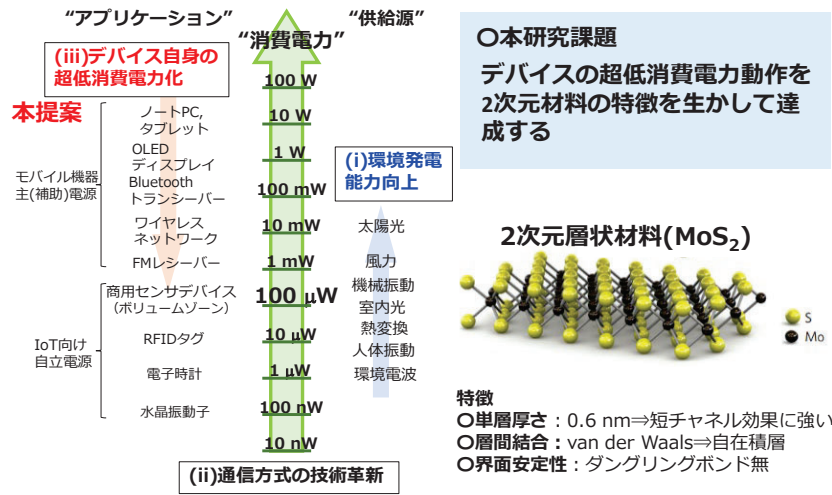 “アプリケーション”
“消費電力”
“供給源”
(iii)デバイス自身の
超低消費電力化
本提案
100 W
10 W
1 W
100 mW
10 mW
1 mW
100 μW
10 μW
1 μW
100 nW
10 nW
ノートPC,
タブレット
OLED
ディスプレイ
Bluetooth
トランシーバー
ワイヤレス
ネットワーク
FMレシーバー
商用センサデバイス
（ボリュームゾーン）
RFIDタグ
電子時計
水晶振動子
モバイル機器
主(補助)電源
IoT向け
自立電源
(i)環境発電
能力向上
太陽光
風力
機械振動
室内光
熱変換
人体振動
環境電波
(ii)通信方式の技術革新
〇本研究課題
デバイスの超低消費電力動作を
2次元材料の特徴を生かして達
成する
2次元層状材料(MoS2)
S
Mo
特徴
〇単層厚さ：0.6 nm⇒短チャネル効果に強い
〇層間結合：van der Waals⇒自在積層
〇界面安定性：ダングリングボンド無